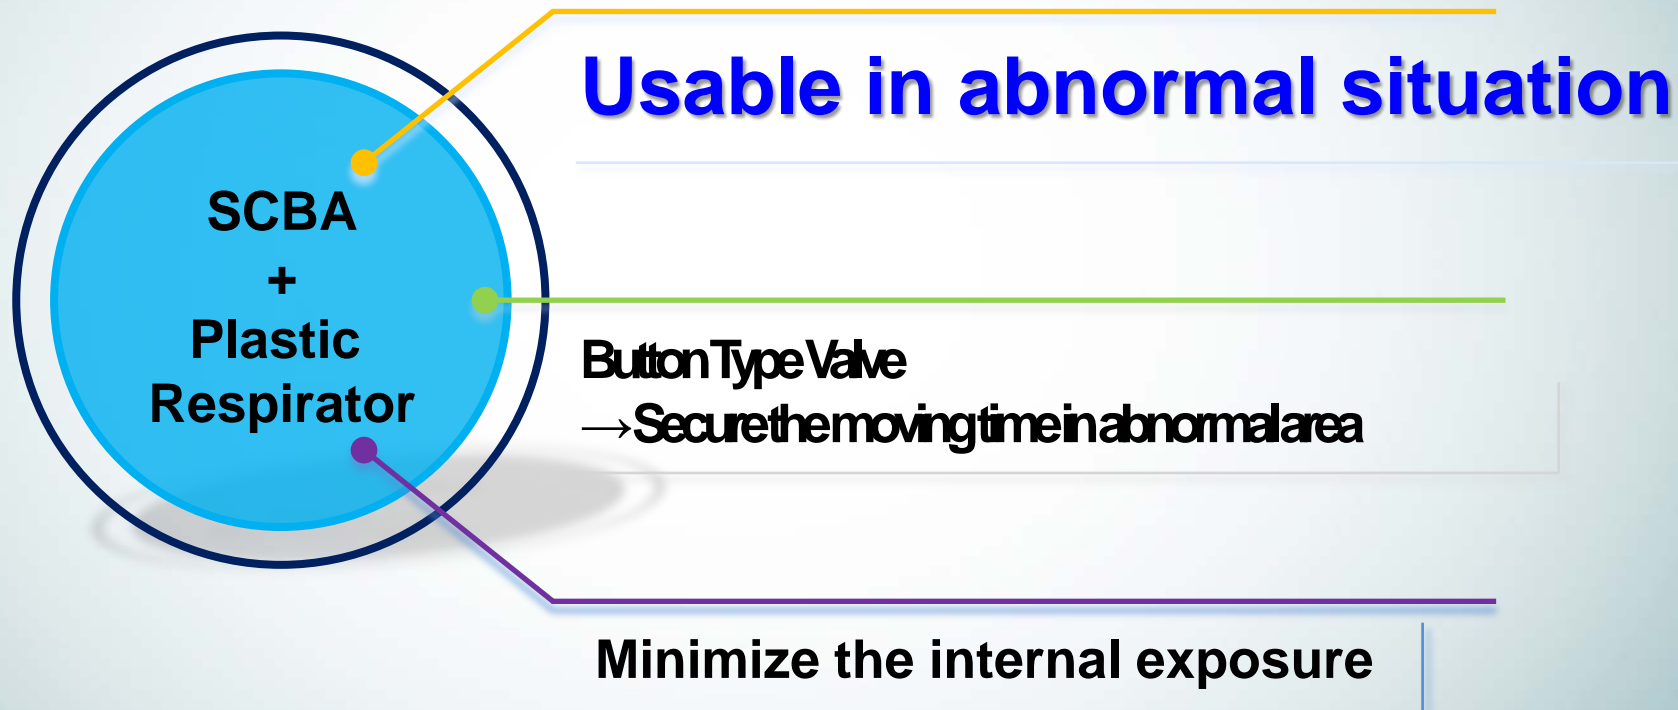 Usable in abnormal situation
SCBA
+
Plastic
Respirator
Button Type Valve
→Secure the moving time in abnormal area
Minimize the internal exposure